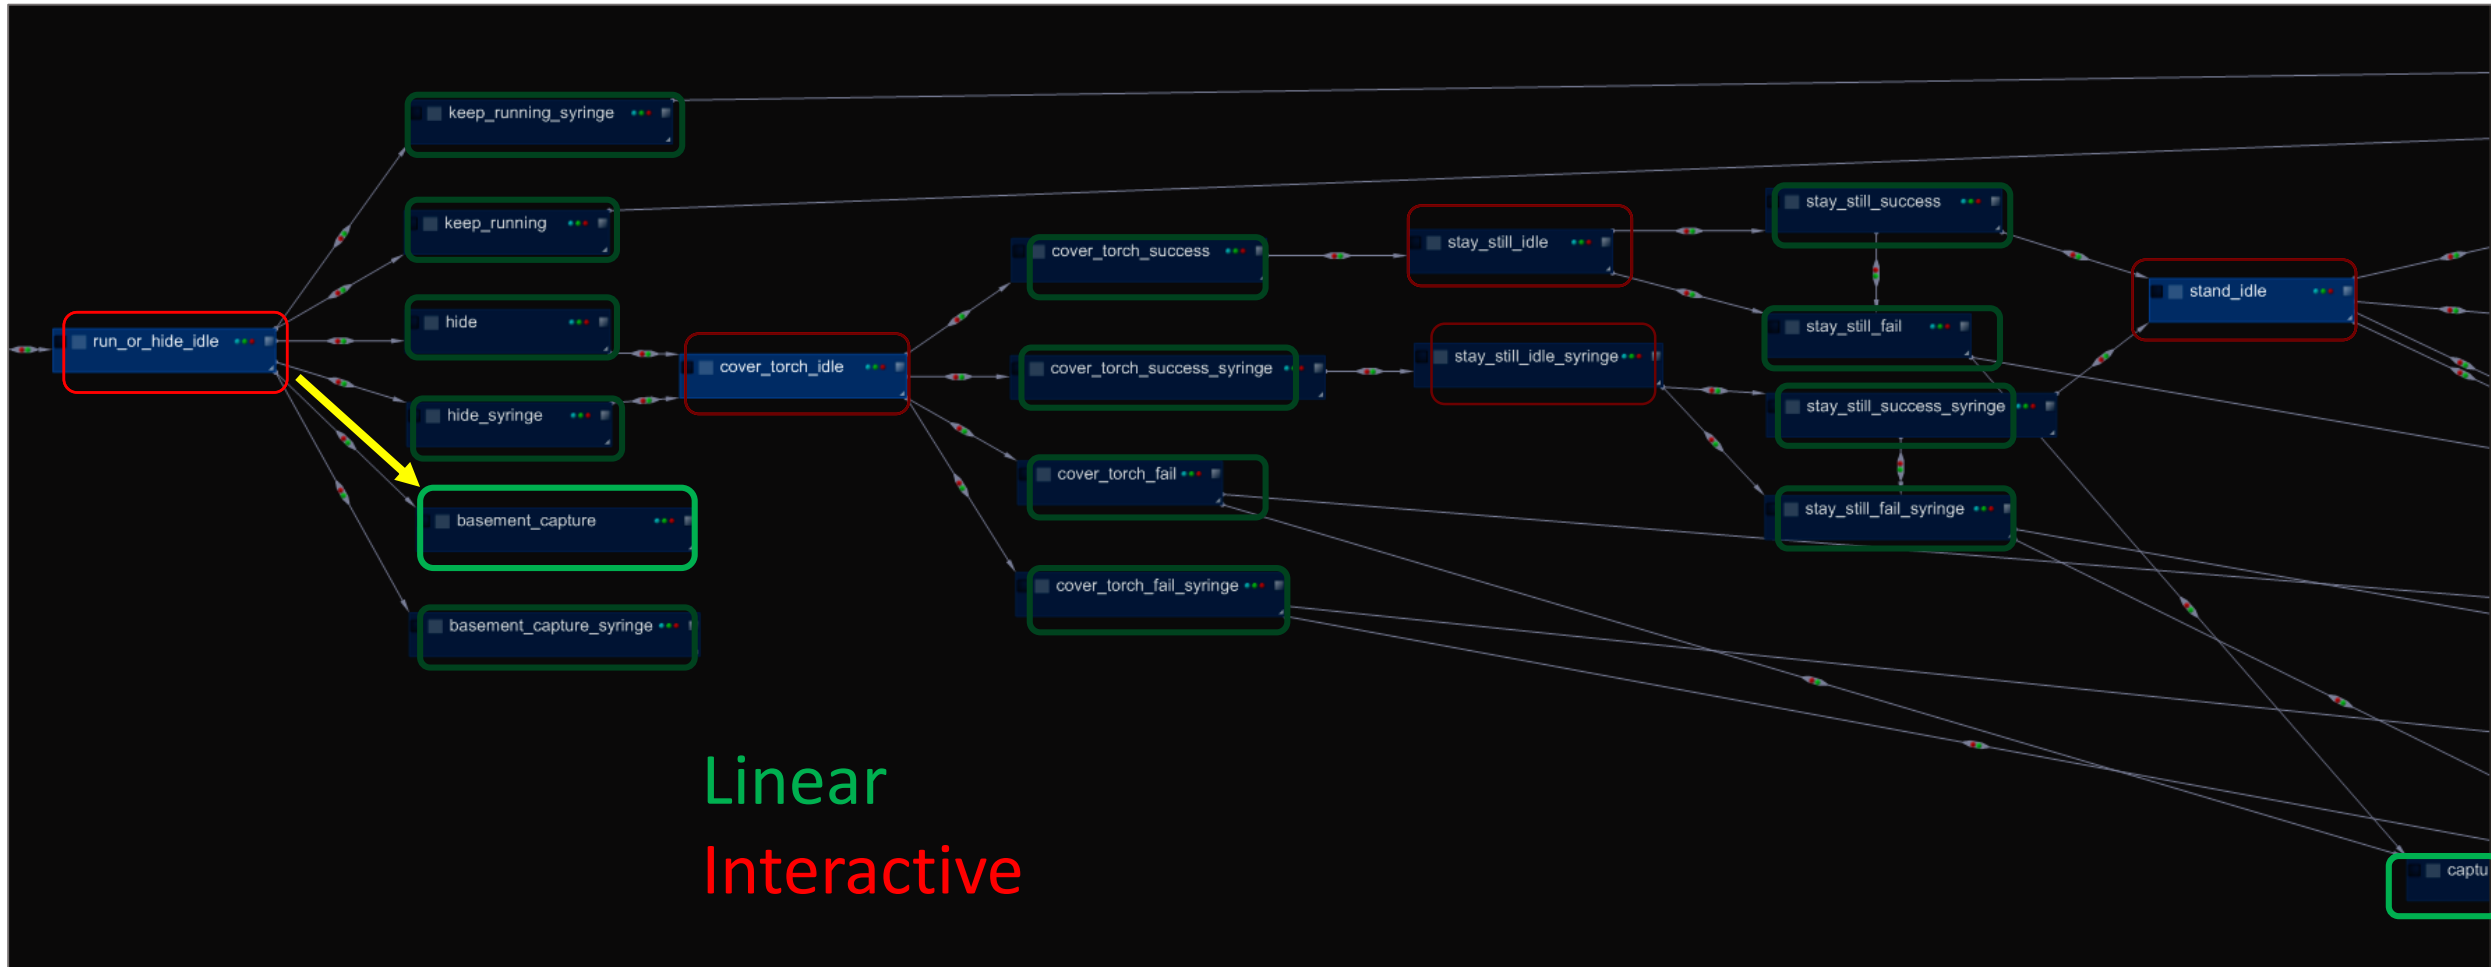 keep_running_syringe
keep_running
hide
run_or_hide_idle
hide_syringe
basement_capture
basement_capture_syringe
cover_torch_idle
cover_torch_success
cover_torch_success_syringe
cover_torch_fail
cover_torch_fail_syringe
stay_still_idle
stay_still_idle_syringe
stay_still_success
stay_still_fail
stay_still_success_syringe
stay_still_fail_syringe
stand_idle
captu
Linear
Interactive